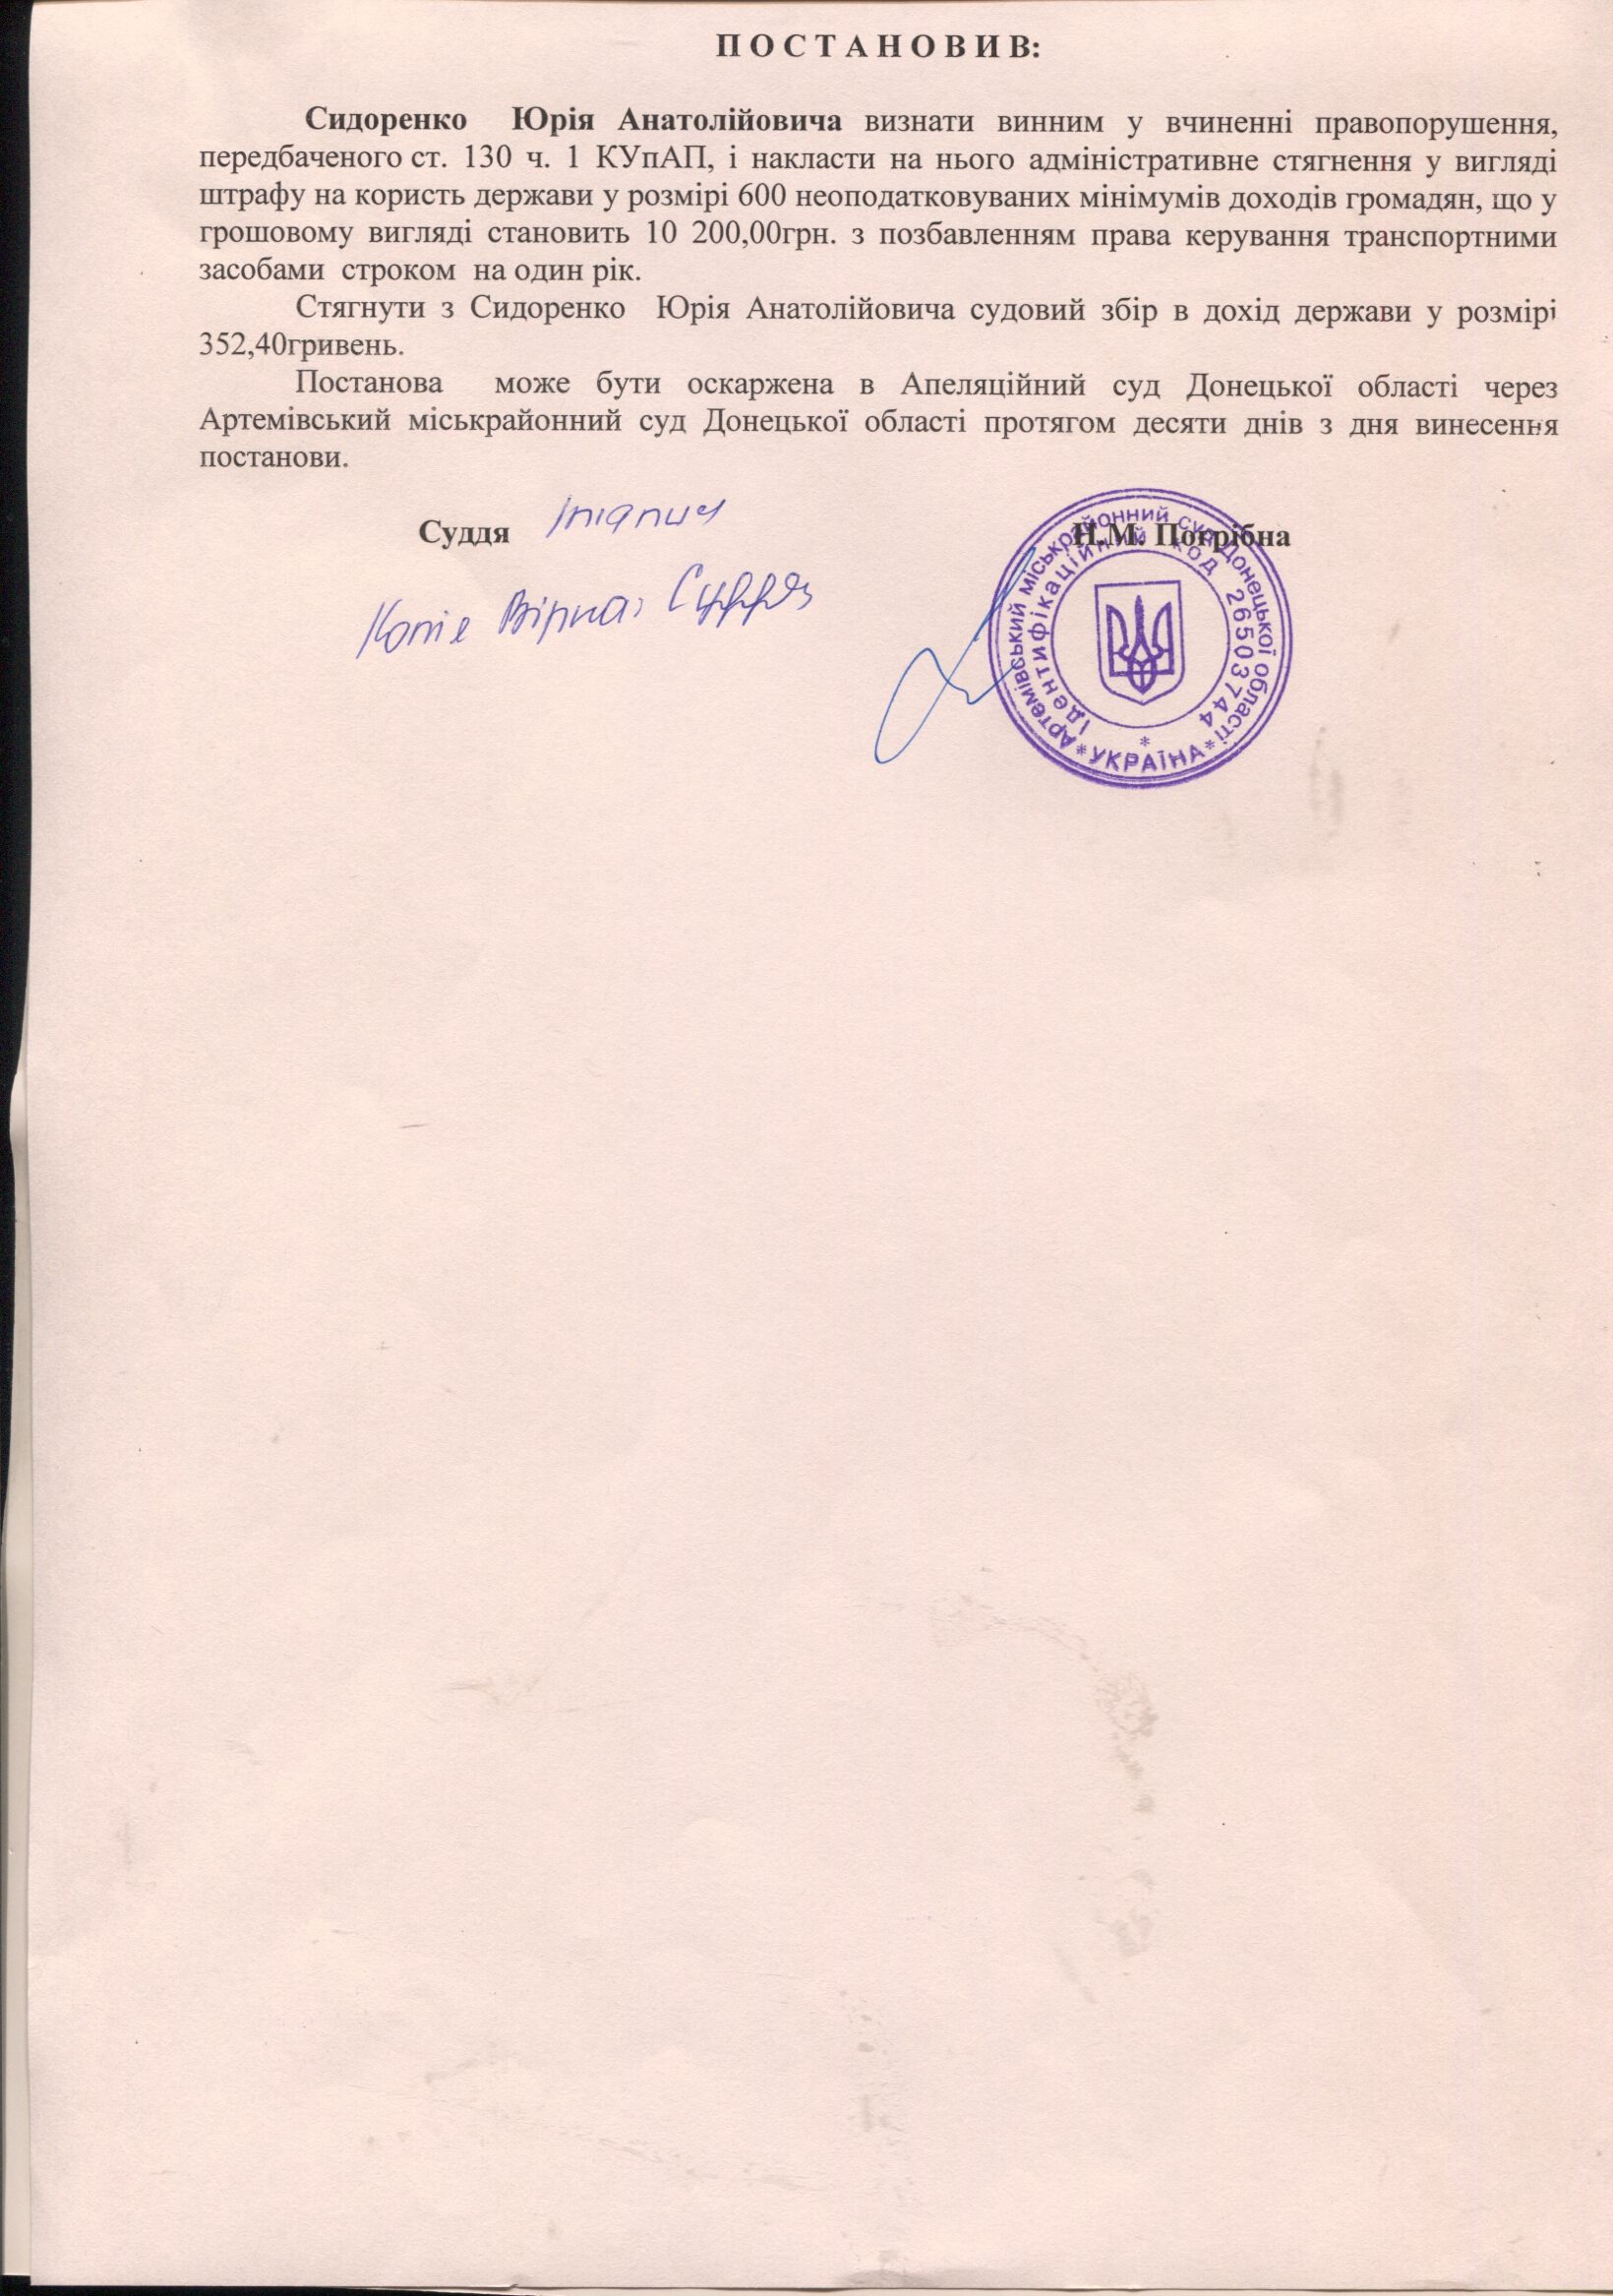 П О С Т А Н О В И В:
Сидоренко Юрія Анатолійовича визнати винним у вчиненні правопорушення,
передбаченого ст. 130 ч. 1 КУпАП, і накласти на нього адміністративне стягнення у вигляді
штрафу на користь держави у розмірі 600 неоподатковуваних мінімумів доходів громадян, що у
грошовому вигляді становить 10 200,00грн. з позбавленням права керування транспортними
засобами строком на один рік.
Стягнути з Сидоренко Юрія Анатолійовича судовий збір в дохід держави у розмірі
352,40гривень.
Постанова може бути оскаржена в Апеляційний суд Донецької області через
Артемівський міськрайонний суд Донецької області протягом десяти днів з дня винесення
постанови.
Суддя /підпис Н.М. Погрібна
Копія Вірна: Суддя
Артемівський міськрайонний суд Донецької області
Ідентифікаційний код 26503744
* УКРАЇНА *